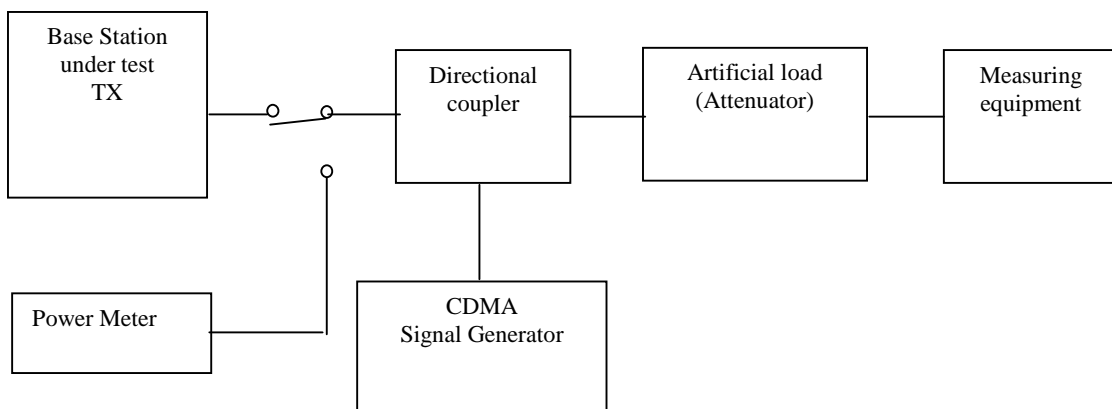 Base Station
under test
TX
Directional
coupler
Artificial load
(Attenuator)
Measuring
equipment
Power Meter
CDMA
Signal Generator